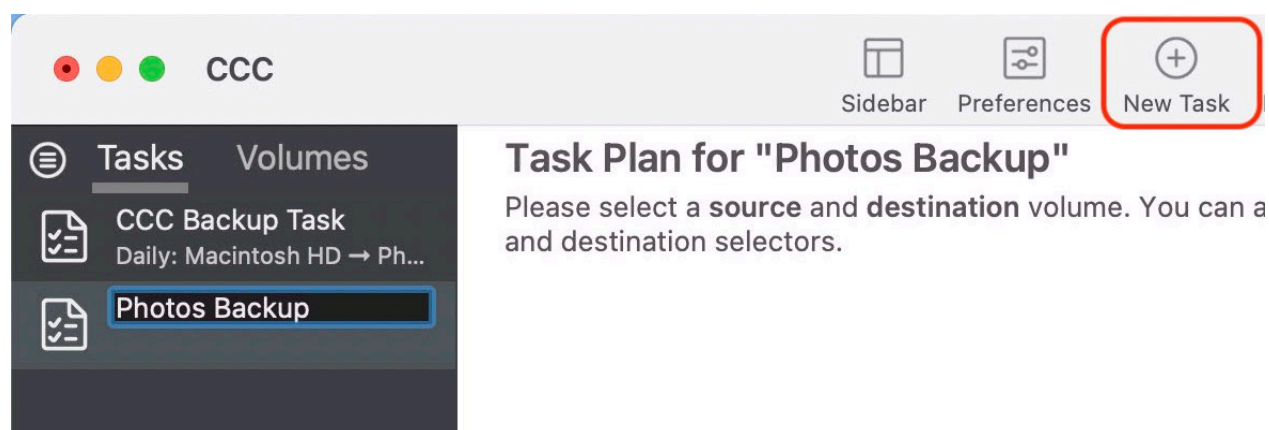 CCC
Sidebar Preferences New Task
Tasks Volumes
CCC Backup Task
Daily: Macintosh HD → Ph...
Photos Backup
Task Plan for "Photos Backup"
Please select a source and destination volume. You can a
and destination selectors.